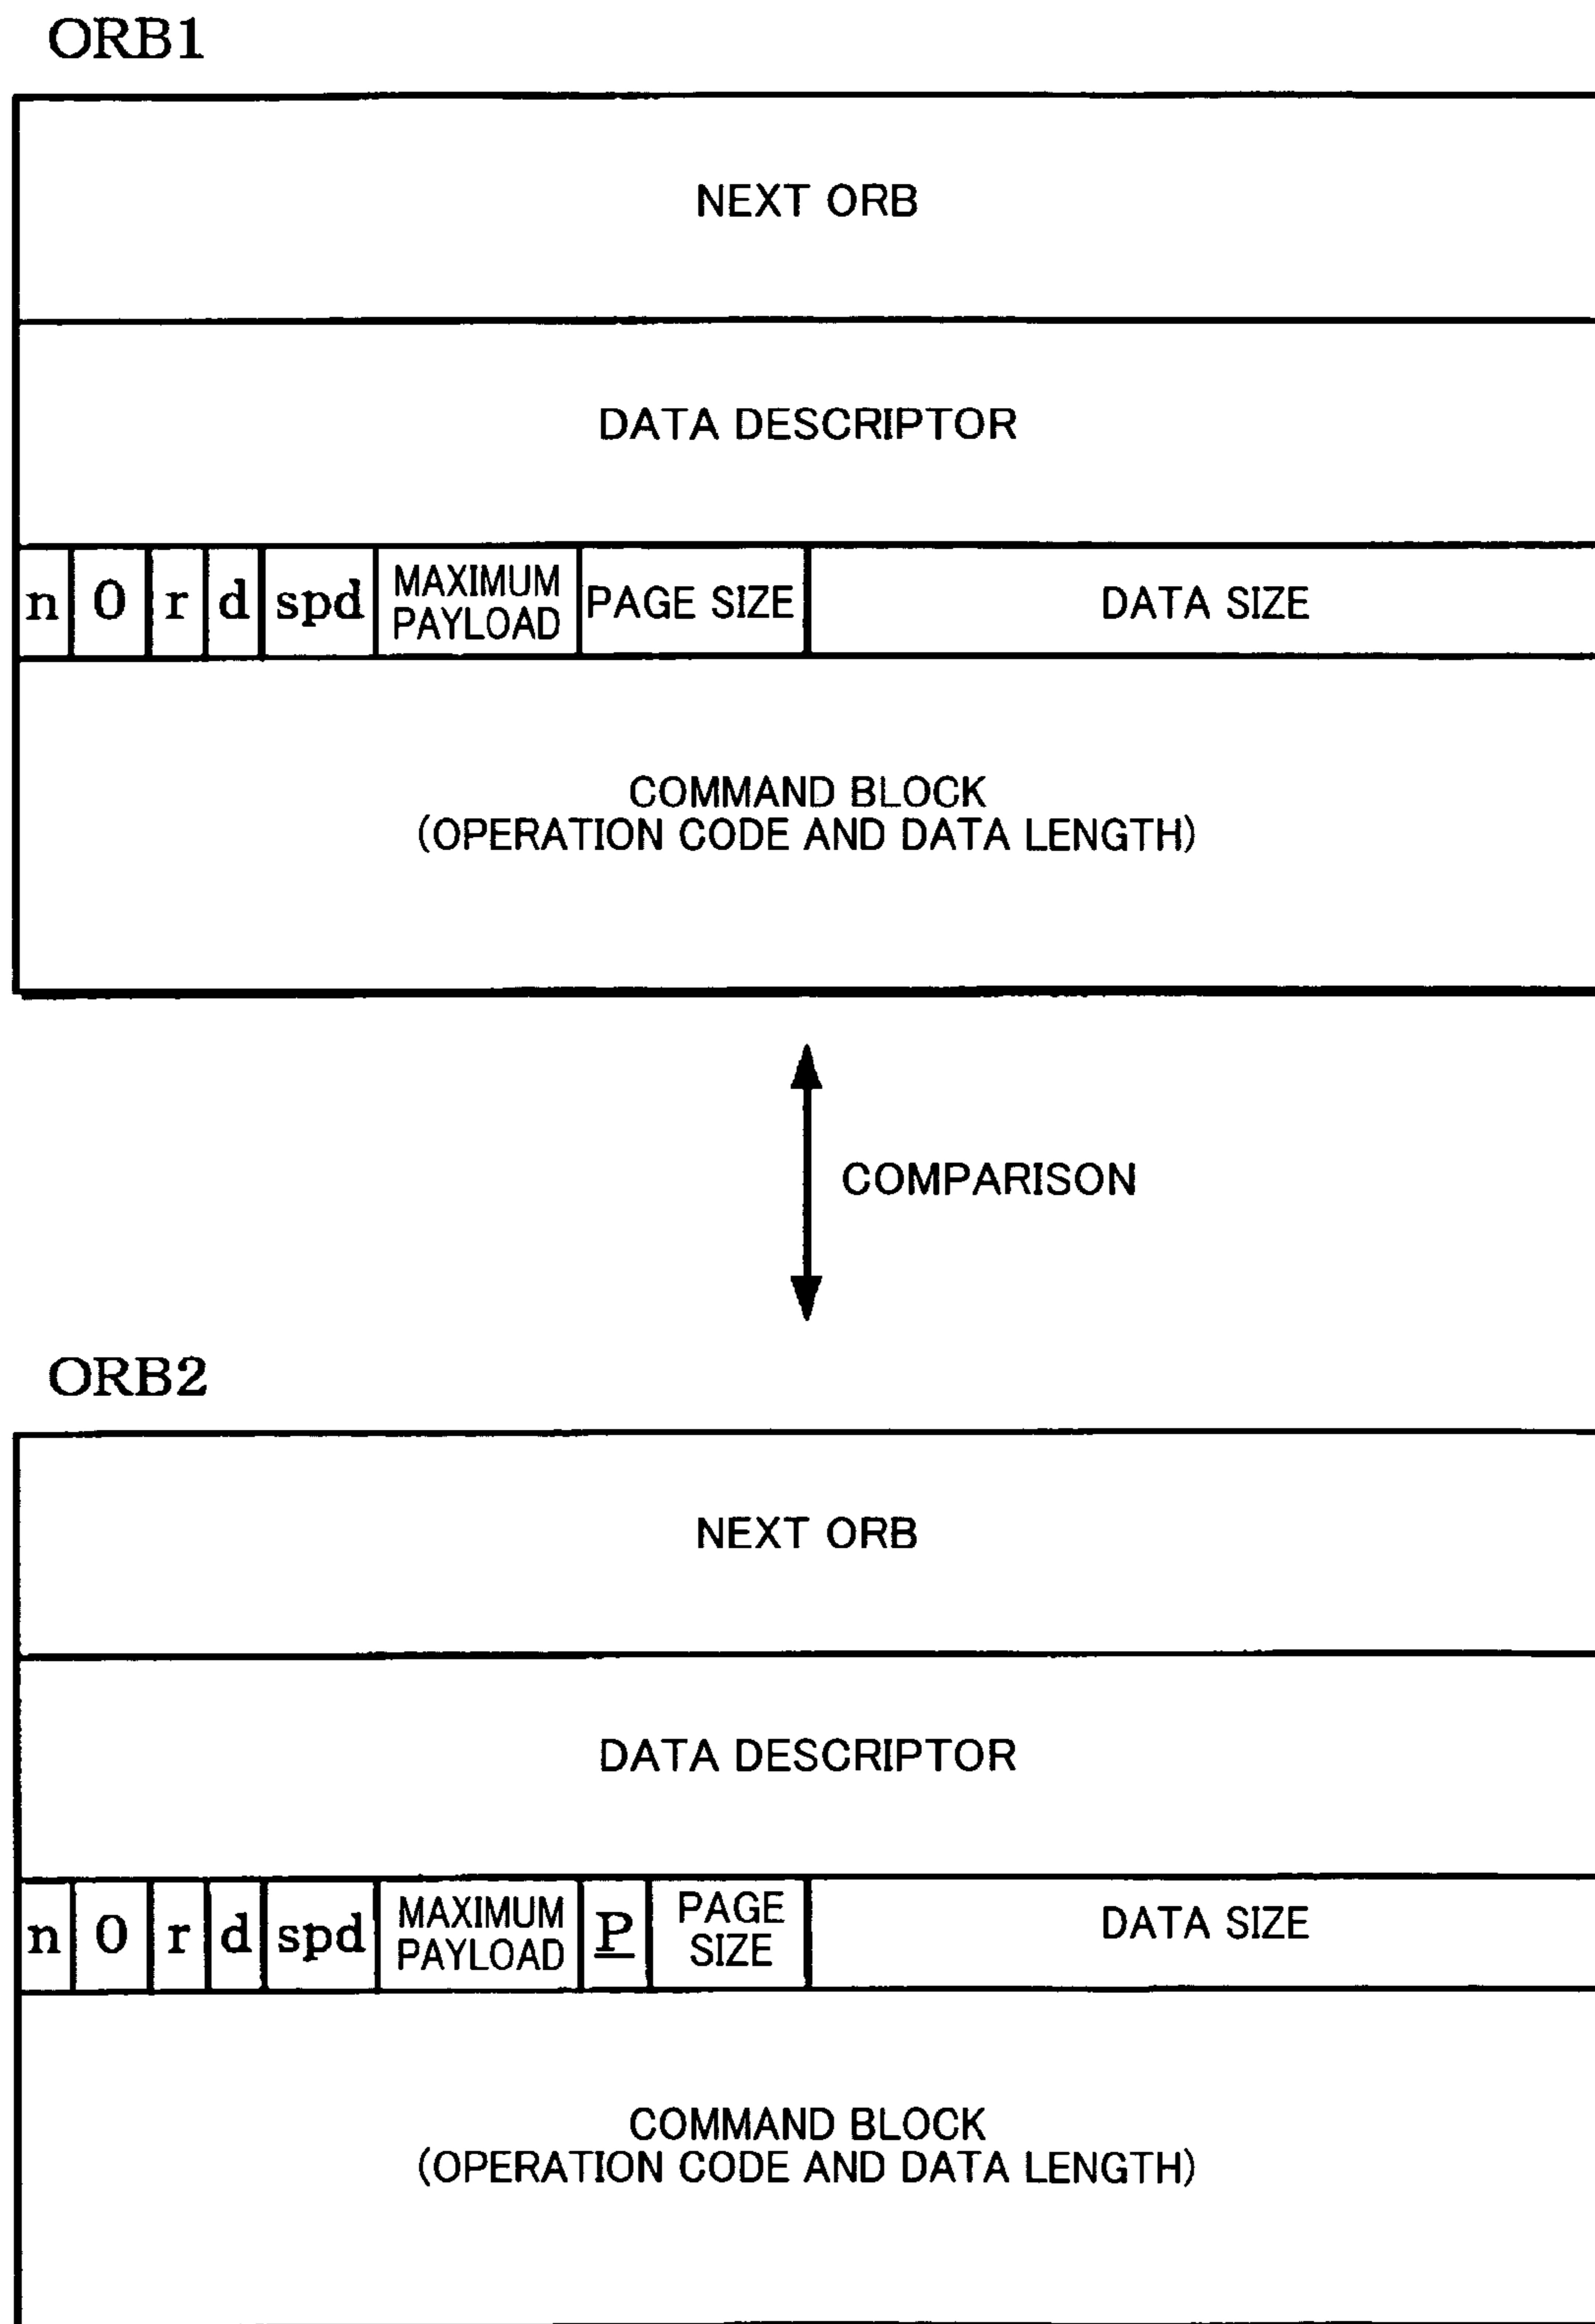 ORB1
NEXT ORB
DATA DESCRIPTOR
n 0 r d spd MAXIMUM PAYLOAD PAGE SIZE DATA SIZE
COMMAND BLOCK
(OPERATION CODE AND DATA LENGTH)
COMPARISON
ORB2
NEXT ORB
DATA DESCRIPTOR
n 0 r d spd MAXIMUM PAYLOAD P PAGE SIZE DATA SIZE
COMMAND BLOCK
(OPERATION CODE AND DATA LENGTH)